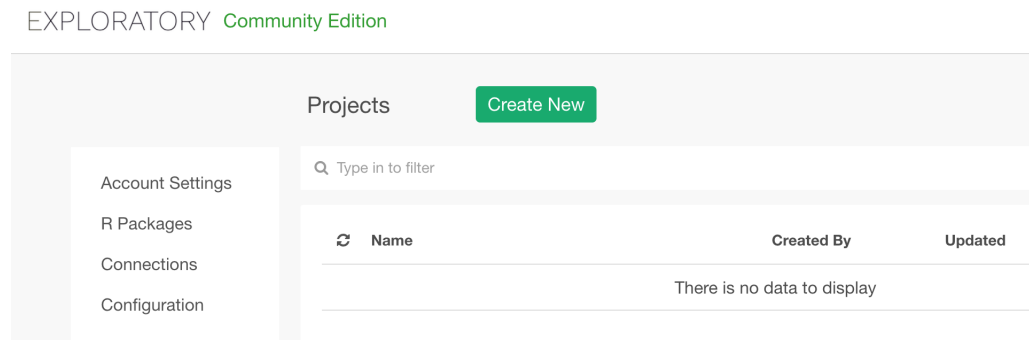 EXPLORATORY Community Edition
Projects Create New
Type in to filter
Account Settings
R Packages
Connections
Configuration
Name Created By Updated
There is no data to display